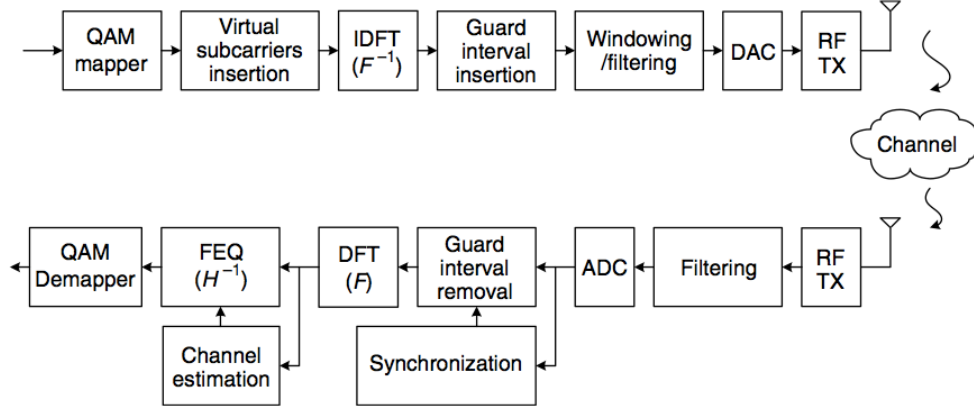 QAM
mapper
Virtual
subcarriers
insertion
IDFT
(F⁻¹)
Guard
interval
insertion
Windowing
/filtering
DAC
RF
TX
Channel
QAM
Demapper
FEQ
(H⁻¹)
DFT
(F)
Guard
interval
removal
ADC
Filtering
RF
TX
Channel
estimation
Synchronization